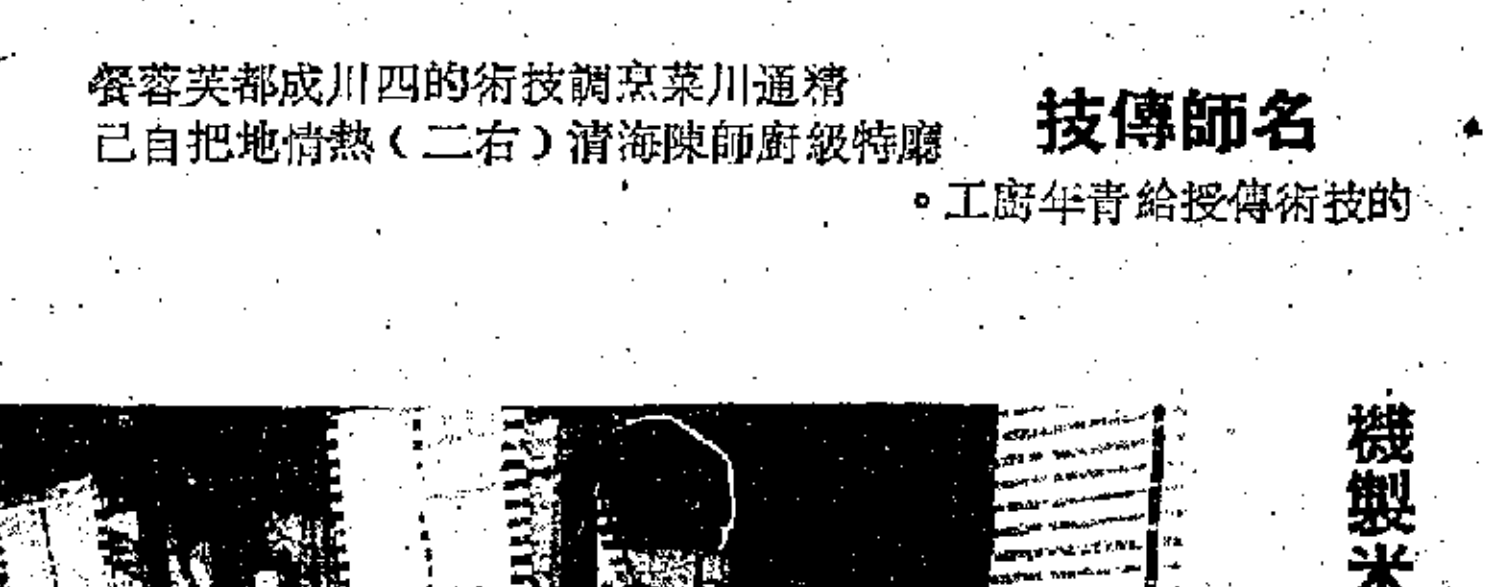 名師傳技
精通川菜烹調技術的四川成都芙蓉餐
廳特級廚師陳海清（右二）熱情地把自己
的技術傳授給青年廚工。
機製米